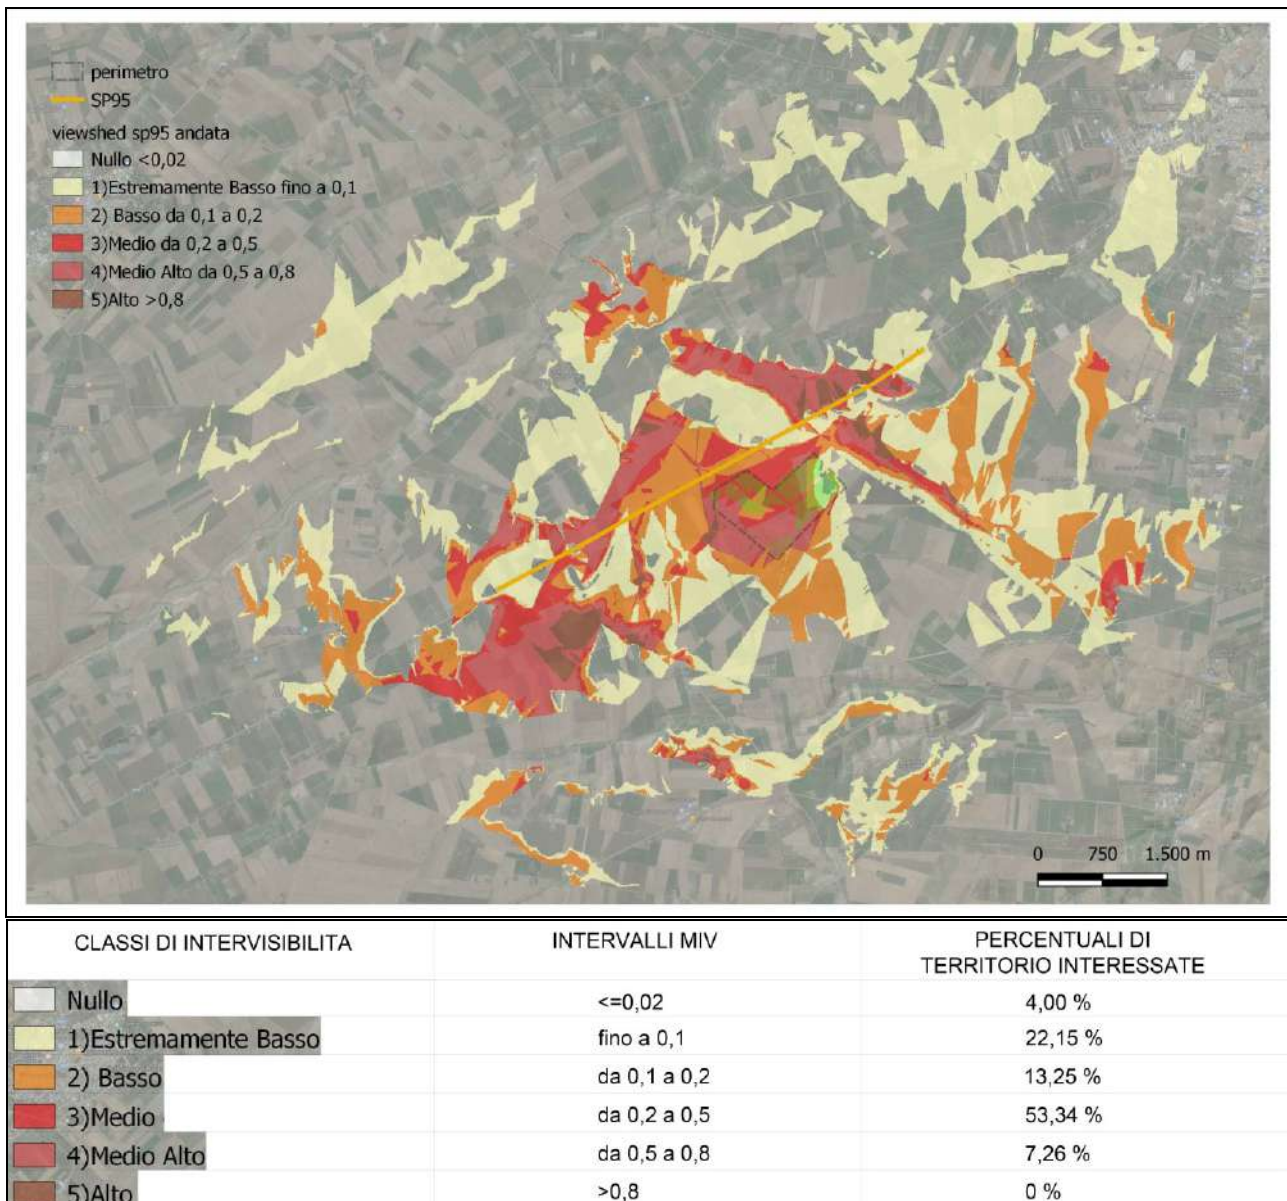 perimetro
SP95
viewshed sp95 andata
Nullo <0,02
1)Estremamente Basso fino a 0,1
2) Basso da 0,1 a 0,2
3)Medio da 0,2 a 0,5
4)Medio Alto da 0,5 a 0,8
5)Alto >0,8
0 750 1.500 m
CLASSI DI INTERVISIBILITA INTERVALLI MIV PERCENTUALI DI
TERRITORIO INTERESSATE
Nullo <=0,02 4,00 %
1)Estremamente Basso fino a 0,1 22,15 %
2) Basso da 0,1 a 0,2 13,25 %
3)Medio da 0,2 a 0,5 53,34 %
4)Medio Alto da 0,5 a 0,8 7,26 %
5)Alto >0,8 0 %